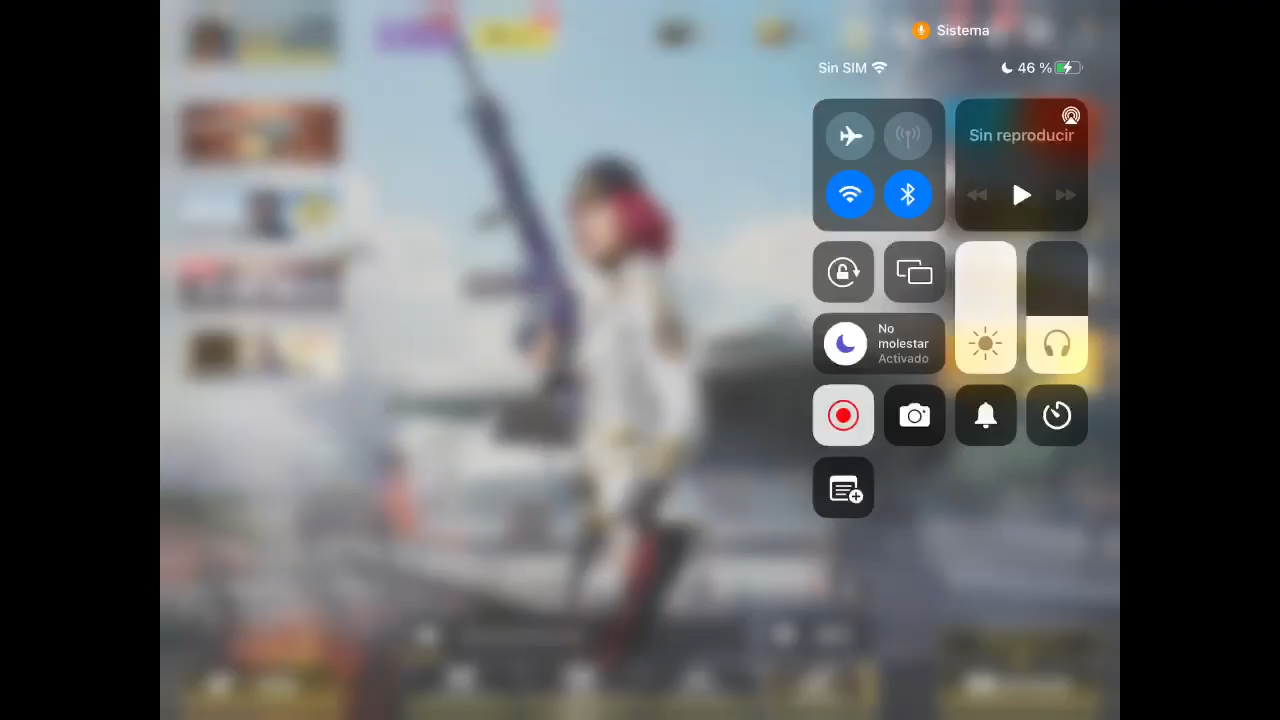 Sistema
Sin SIM
46 %
Sin reproducir
No
molestar
Activado